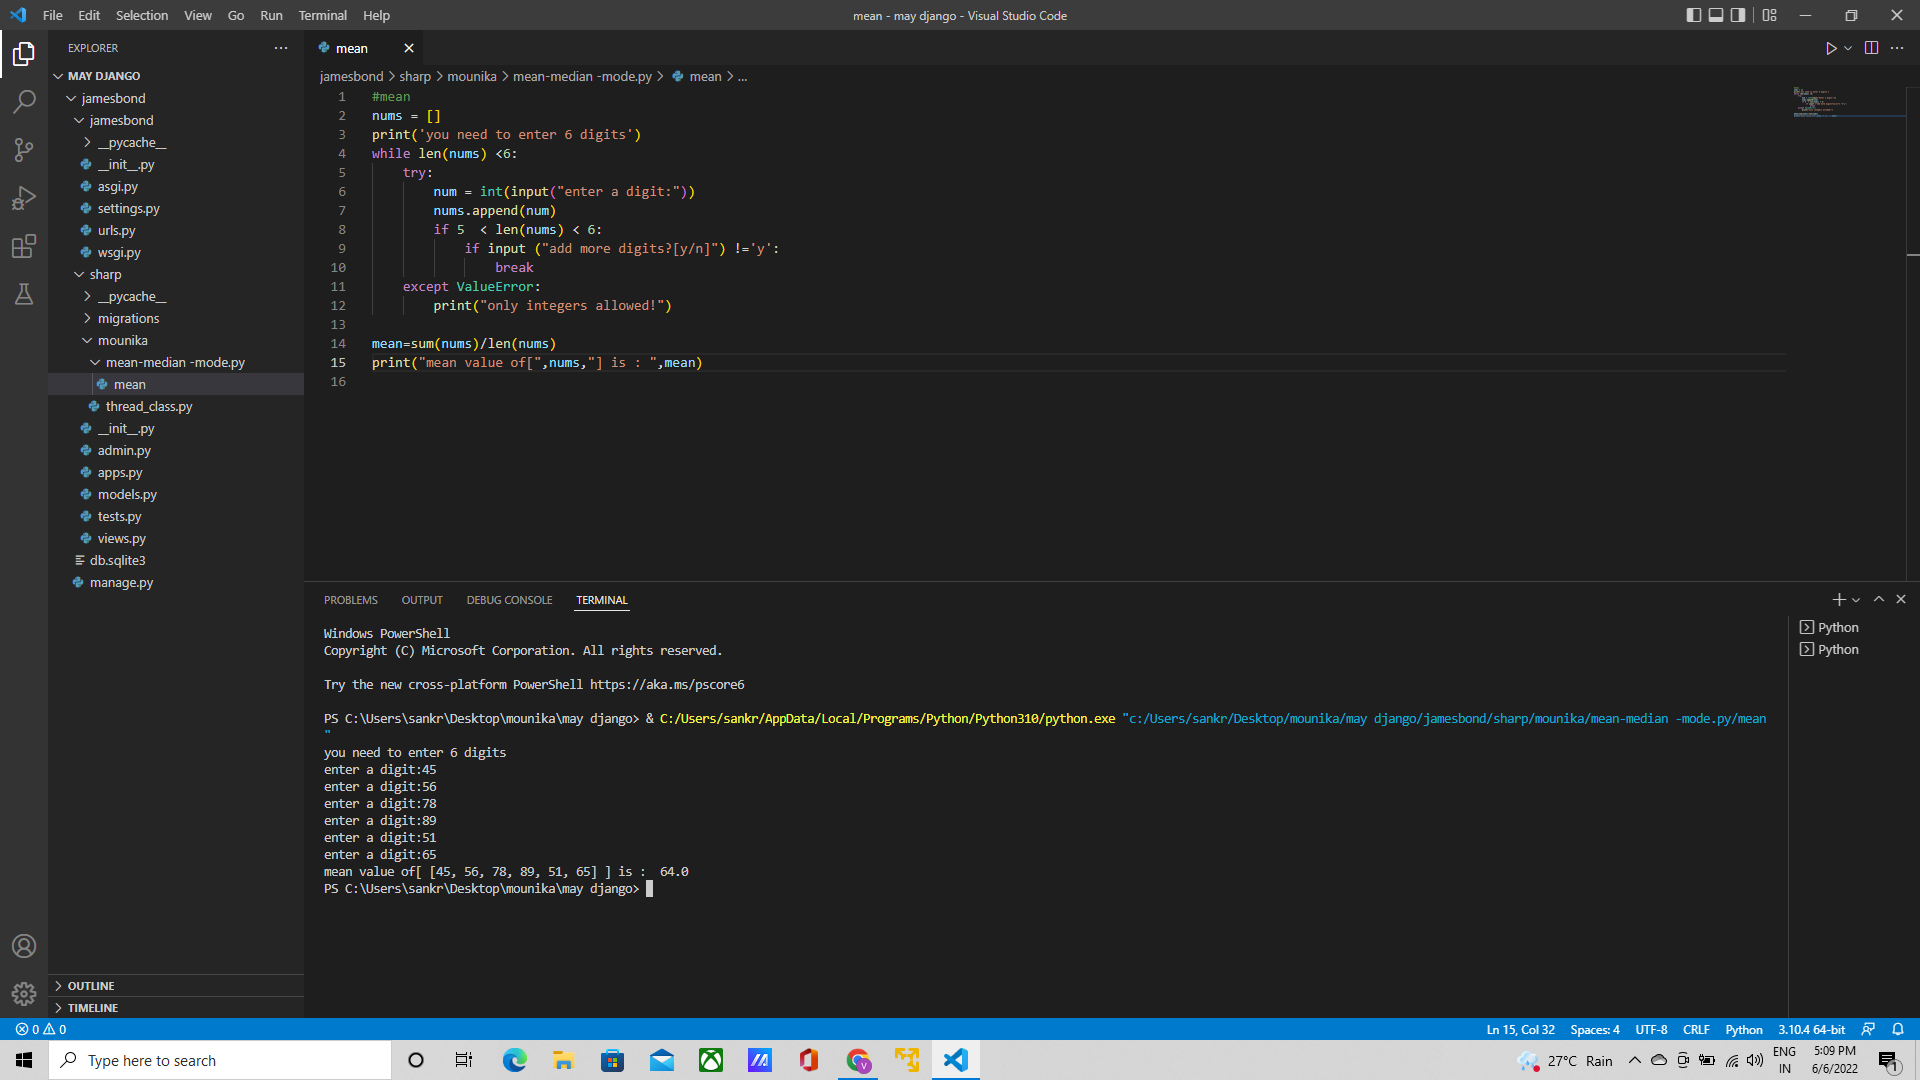 File Edit Selection View Go Run Terminal Help
mean - may django - Visual Studio Code
EXPLORER
MAY DJANGO
jamesbond
jamesbond
__pycache__
__init__.py
asgi.py
settings.py
urls.py
wsgi.py
sharp
__pycache__
migrations
mounika
mean-median -mode.py
mean
thread_class.py
__init__.py
admin.py
apps.py
models.py
tests.py
views.py
db.sqlite3
manage.py
OUTLINE
TIMELINE
mean
jamesbond > sharp > mounika > mean-median -mode.py > mean > ...
1 #mean
2 nums = []
3 print('you need to enter 6 digits')
4 while len(nums) <6:
5     try:
6         num = int(input("enter a digit:"))
7         nums.append(num)
8         if 5  < len(nums) < 6:
9             if input ("add more digits?[y/n]") !='y':
10                 break
11     except ValueError:
12         print("only integers allowed!")
13
14 mean=sum(nums)/len(nums)
15 print("mean value of[",nums,"] is : ",mean)
16
PROBLEMS OUTPUT DEBUG CONSOLE TERMINAL
Windows PowerShell
Copyright (C) Microsoft Corporation. All rights reserved.
Try the new cross-platform PowerShell https://aka.ms/pscore6
PS C:\Users\sankr\Desktop\mounika\may django> & C:/Users/sankr/AppData/Local/Programs/Python/Python310/python.exe "c:/Users/sankr/Desktop/mounika/may django/jamesbond/sharp/mounika/mean-median -mode.py/mean
"
you need to enter 6 digits
enter a digit:45
enter a digit:56
enter a digit:78
enter a digit:89
enter a digit:51
enter a digit:65
mean value of[ [45, 56, 78, 89, 51, 65] ] is :  64.0
PS C:\Users\sankr\Desktop\mounika\may django>
Python
Python
0 0
Ln 15, Col 32 Spaces: 4 UTF-8 CRLF Python 3.10.4 64-bit
Type here to search
V
27°C Rain
ENG
IN
5:09 PM
6/6/2022
1